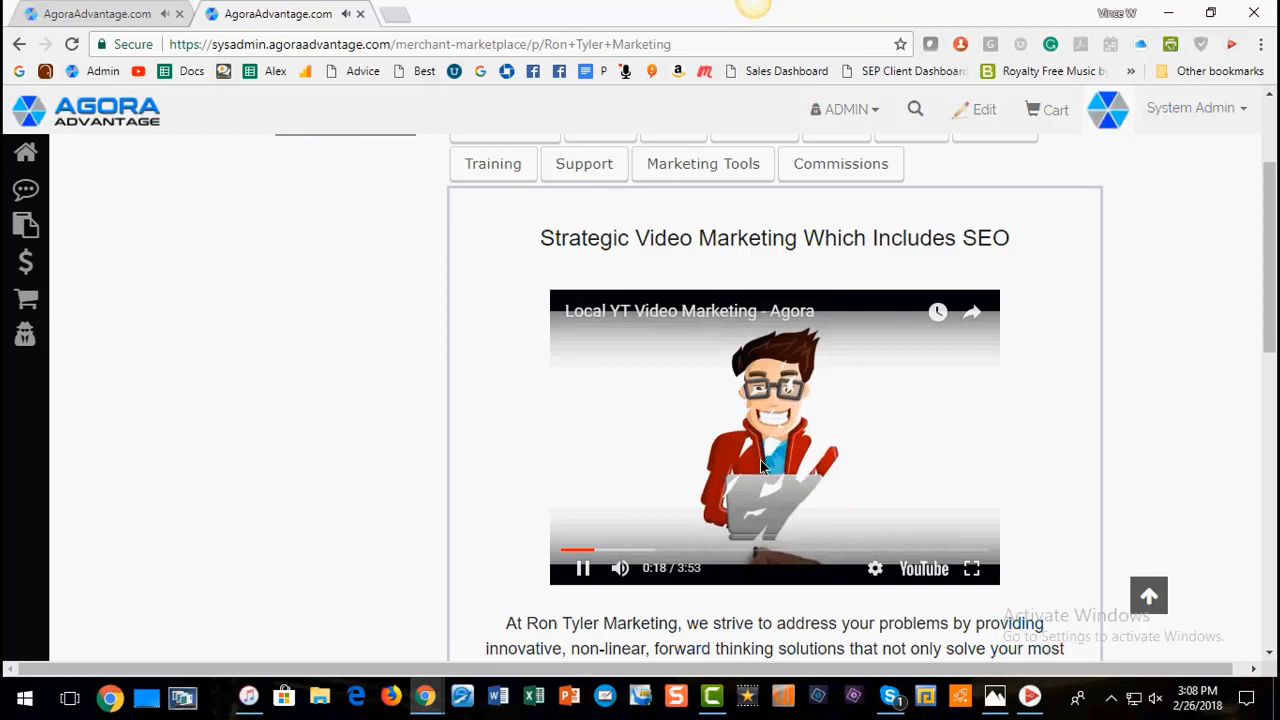 AgoraAdvantage.com
AgoraAdvantage.com
Vince W
Secure
https://sysadmin.agoraadvantage.com/merchant-marketplace/p/Ron+Tyler+Marketing
Admin
Docs
Alex
Advice
Best
P
Sales Dashboard
SEP Client Dashboard
Royalty Free Music by
»
Other bookmarks
AGORA
ADVANTAGE
ADMIN
Edit
Cart
System Admin
Training
Support
Marketing Tools
Commissions
Strategic Video Marketing Which Includes SEO
Local YT Video Marketing - Agora
0:18 / 3:53
YouTube
At Ron Tyler Marketing, we strive to address your problems by providing
innovative, non-linear, forward thinking solutions that not only solve your most
Activate Windows
Go to Settings to activate Windows.
3:08 PM
2/26/2018